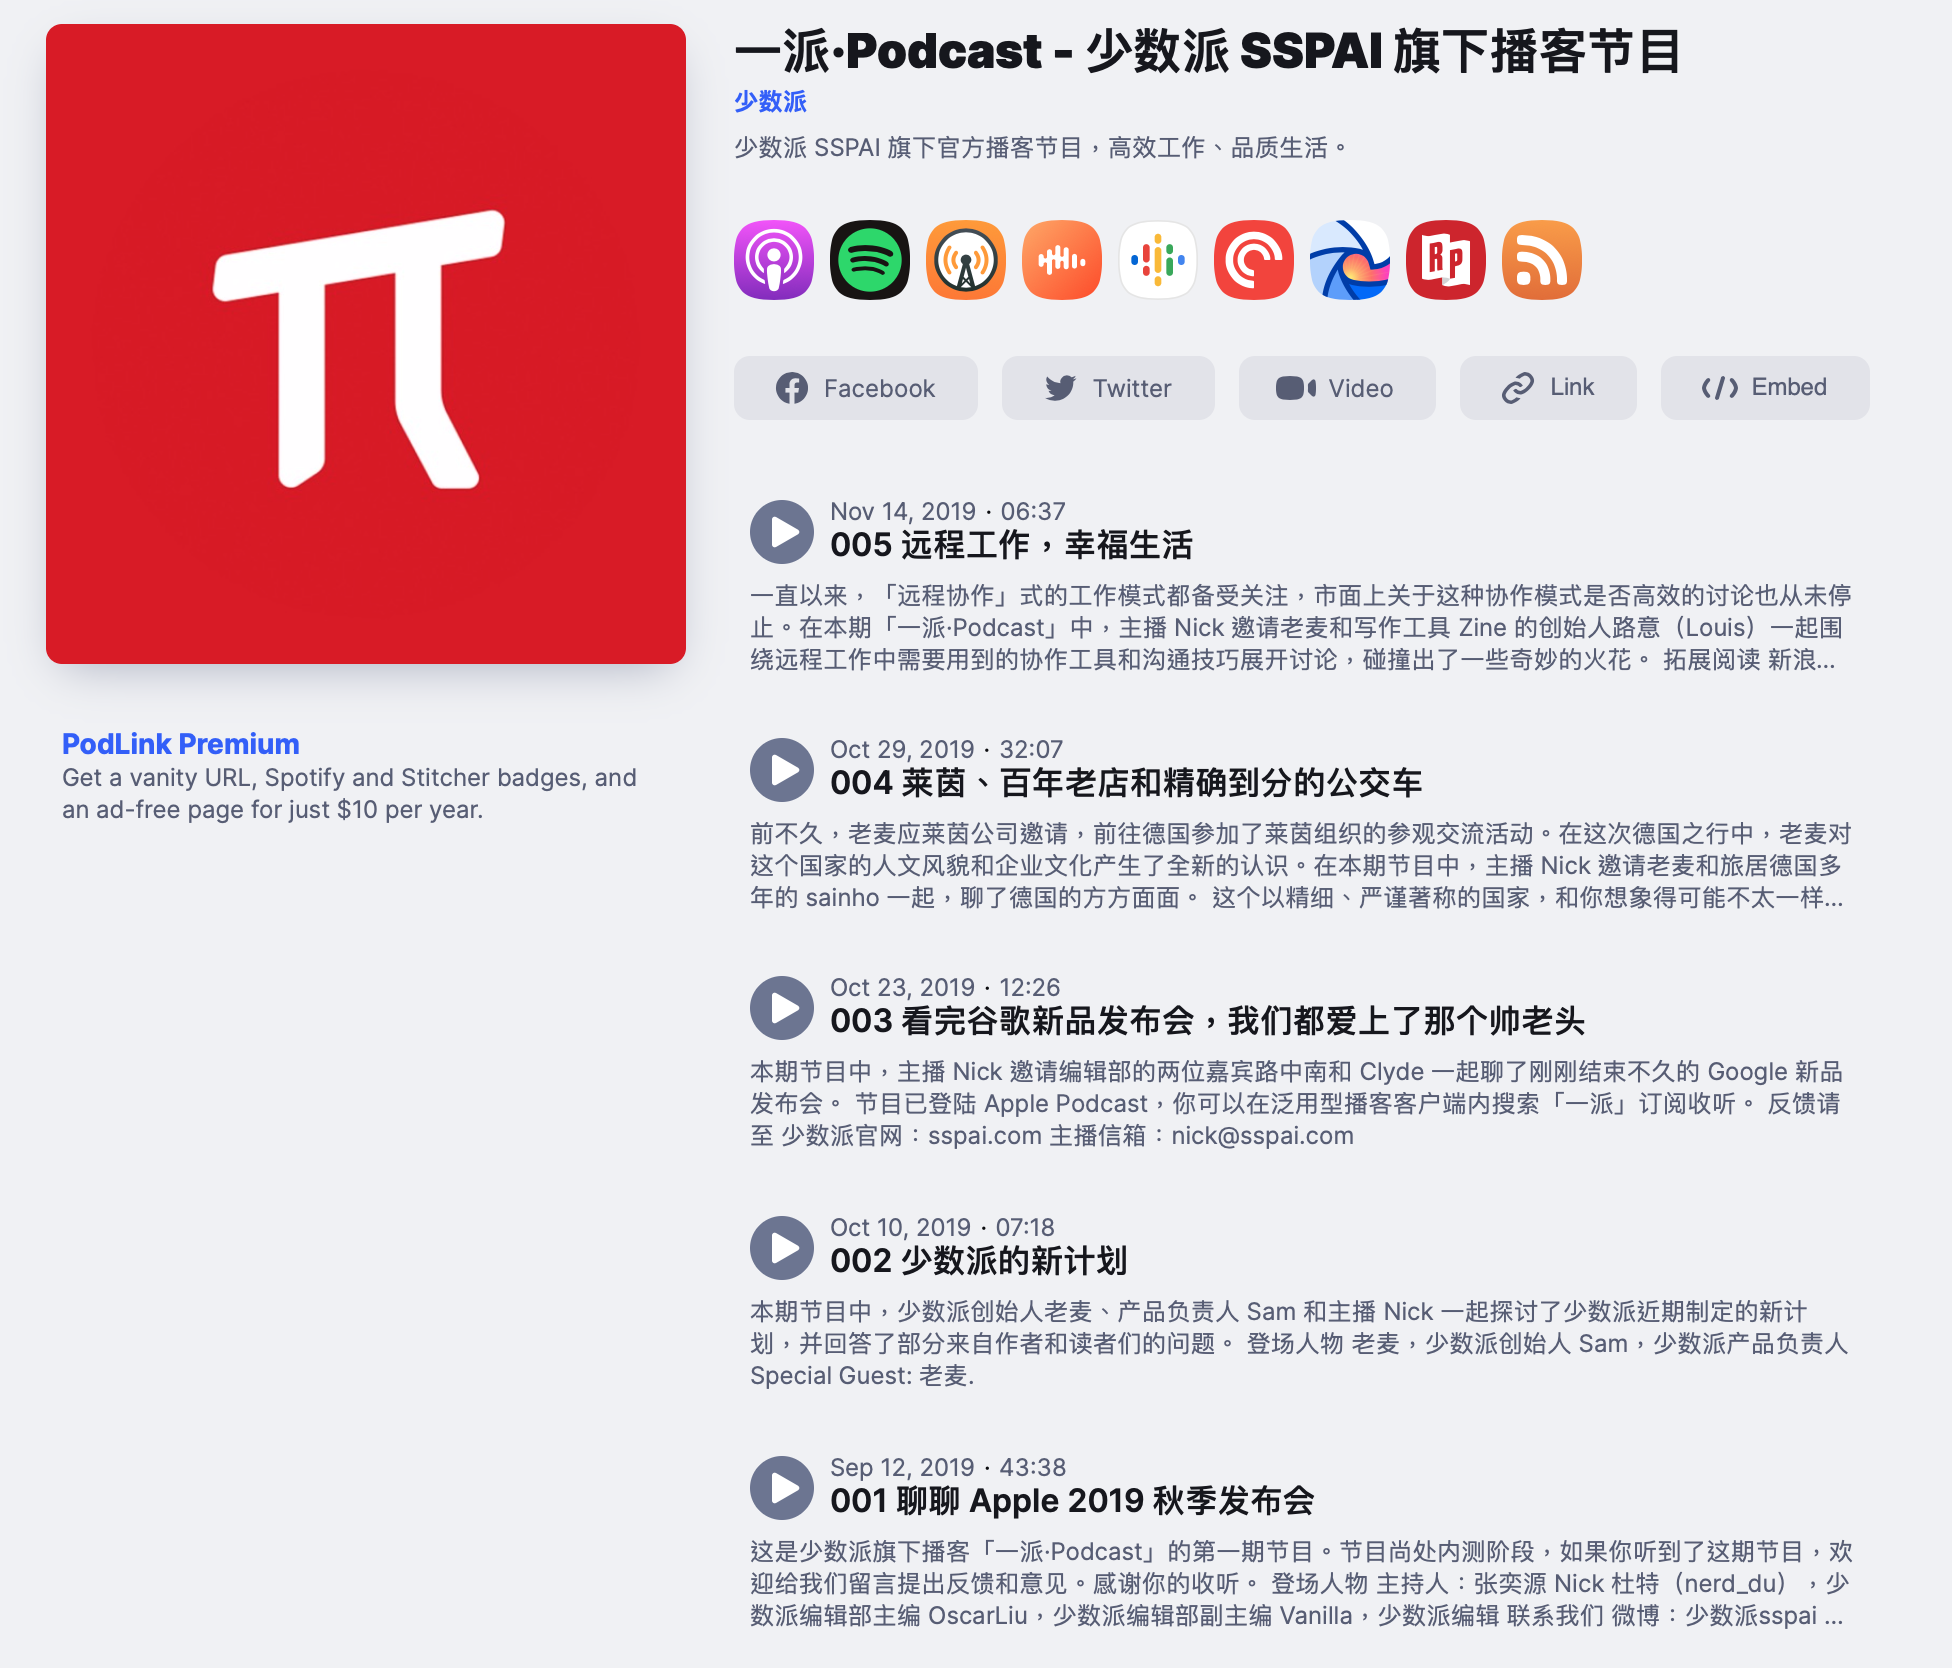 一派·Podcast - 少数派 SSPAI 旗下播客节目
少数派
少数派 SSPAI 旗下官方播客节目，高效工作、品质生活。
RP
Facebook
Twitter
Video
Link
Embed
Nov 14, 2019 · 06:37
005 远程工作，幸福生活
一直以来，「远程协作」式的工作模式都备受关注，市面上关于这种协作模式是否高效的讨论也从未停
止。在本期「一派·Podcast」中，主播 Nick 邀请老麦和写作工具 Zine 的创始人路意（Louis）一起围
绕远程工作中需要用到的协作工具和沟通技巧展开讨论，碰撞出了一些奇妙的火花。 拓展阅读 新浪...
PodLink Premium
Get a vanity URL, Spotify and Stitcher badges, and
an ad-free page for just $10 per year.
Oct 29, 2019 · 32:07
004 莱茵、百年老店和精确到分的公交车
前不久，老麦应莱茵公司邀请，前往德国参加了莱茵组织的参观交流活动。在这次德国之行中，老麦对
这个国家的人文风貌和企业文化产生了全新的认识。在本期节目中，主播 Nick 邀请老麦和旅居德国多
年的 sainho 一起，聊了德国的方方面面。 这个以精细、严谨著称的国家，和你想象得可能不太一样...
Oct 23, 2019 · 12:26
003 看完谷歌新品发布会，我们都爱上了那个帅老头
本期节目中，主播 Nick 邀请编辑部的两位嘉宾路中南和 Clyde 一起聊了刚刚结束不久的 Google 新品
发布会。 节目已登陆 Apple Podcast，你可以在泛用型播客客户端内搜索「一派」订阅收听。 反馈请
至 少数派官网：sspai.com 主播信箱：nick@sspai.com
Oct 10, 2019 · 07:18
002 少数派的新计划
本期节目中，少数派创始人老麦、产品负责人 Sam 和主播 Nick 一起探讨了少数派近期制定的新计
划，并回答了部分来自作者和读者们的问题。 登场人物 老麦，少数派创始人 Sam，少数派产品负责人
Special Guest: 老麦.
Sep 12, 2019 · 43:38
001 聊聊 Apple 2019 秋季发布会
这是少数派旗下播客「一派·Podcast」的第一期节目。节目尚处内测阶段，如果你听到了这期节目，欢
迎给我们留言提出反馈和意见。感谢你的收听。 登场人物 主持人：张奕源 Nick 杜特（nerd_du），少
数派编辑部主编 OscarLiu，少数派编辑部副主编 Vanilla，少数派编辑 联系我们 微博：少数派sspai ...